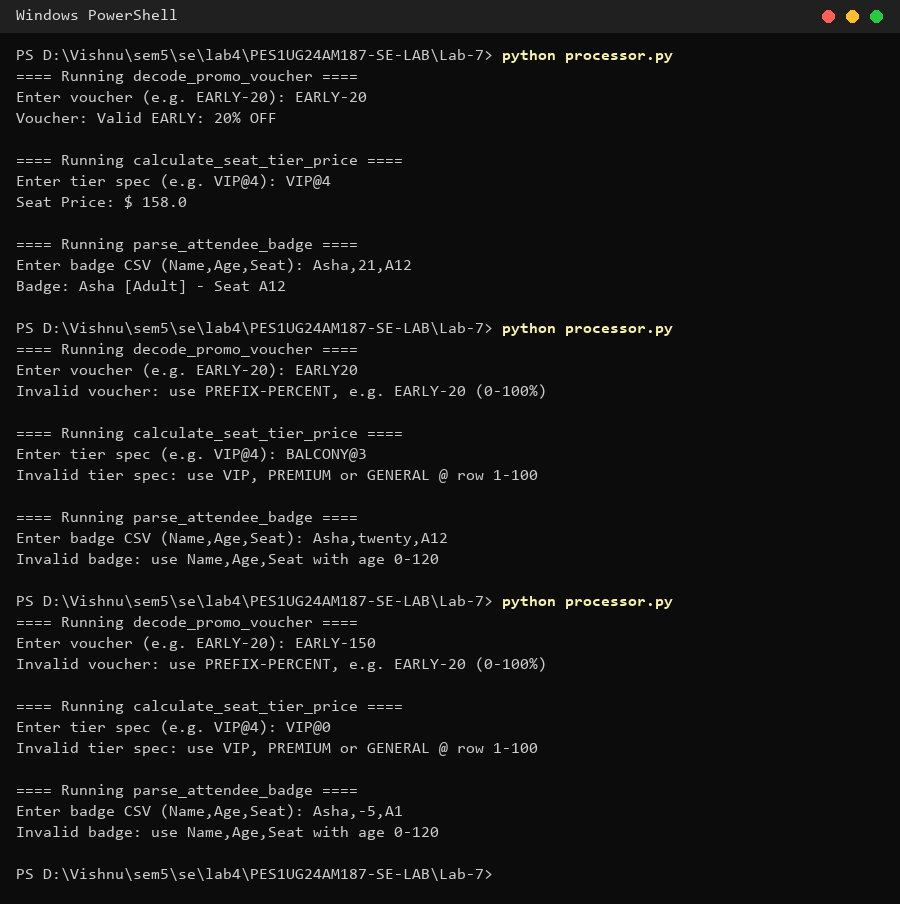 Windows PowerShell
PS D:\Vishnu\sem5\se\lab4\PES1UG24AM187-SE-LAB\Lab-7> python processor.py
==== Running decode_promo_voucher ====
Enter voucher (e.g. EARLY-20): EARLY-20
Voucher: Valid EARLY: 20% OFF
==== Running calculate_seat_tier_price ====
Enter tier spec (e.g. VIP@4): VIP@4
Seat Price: $ 158.0
==== Running parse_attendee_badge ====
Enter badge CSV (Name,Age,Seat): Asha,21,A12
Badge: Asha [Adult] - Seat A12
PS D:\Vishnu\sem5\se\lab4\PES1UG24AM187-SE-LAB\Lab-7> python processor.py
==== Running decode_promo_voucher ====
Enter voucher (e.g. EARLY-20): EARLY20
Invalid voucher: use PREFIX-PERCENT, e.g. EARLY-20 (0-100%)
==== Running calculate_seat_tier_price ====
Enter tier spec (e.g. VIP@4): BALCONY@3
Invalid tier spec: use VIP, PREMIUM or GENERAL @ row 1-100
==== Running parse_attendee_badge ====
Enter badge CSV (Name,Age,Seat): Asha,twenty,A12
Invalid badge: use Name,Age,Seat with age 0-120
PS D:\Vishnu\sem5\se\lab4\PES1UG24AM187-SE-LAB\Lab-7> python processor.py
==== Running decode_promo_voucher ====
Enter voucher (e.g. EARLY-20): EARLY-150
Invalid voucher: use PREFIX-PERCENT, e.g. EARLY-20 (0-100%)
==== Running calculate_seat_tier_price ====
Enter tier spec (e.g. VIP@4): VIP@0
Invalid tier spec: use VIP, PREMIUM or GENERAL @ row 1-100
==== Running parse_attendee_badge ====
Enter badge CSV (Name,Age,Seat): Asha,-5,A1
Invalid badge: use Name,Age,Seat with age 0-120
PS D:\Vishnu\sem5\se\lab4\PES1UG24AM187-SE-LAB\Lab-7>